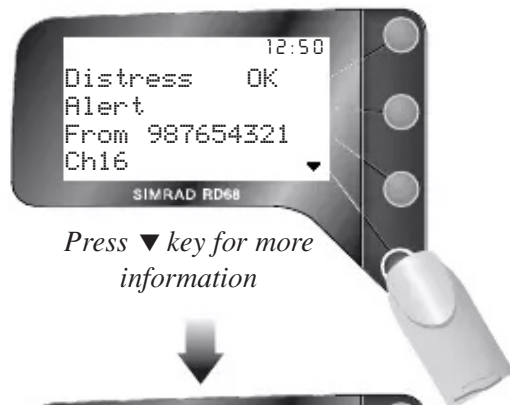 12:50
Distress OK
Alert
From 987654321
Ch16 ▼
SIMRAD RD68
Press ▼ key for more
information